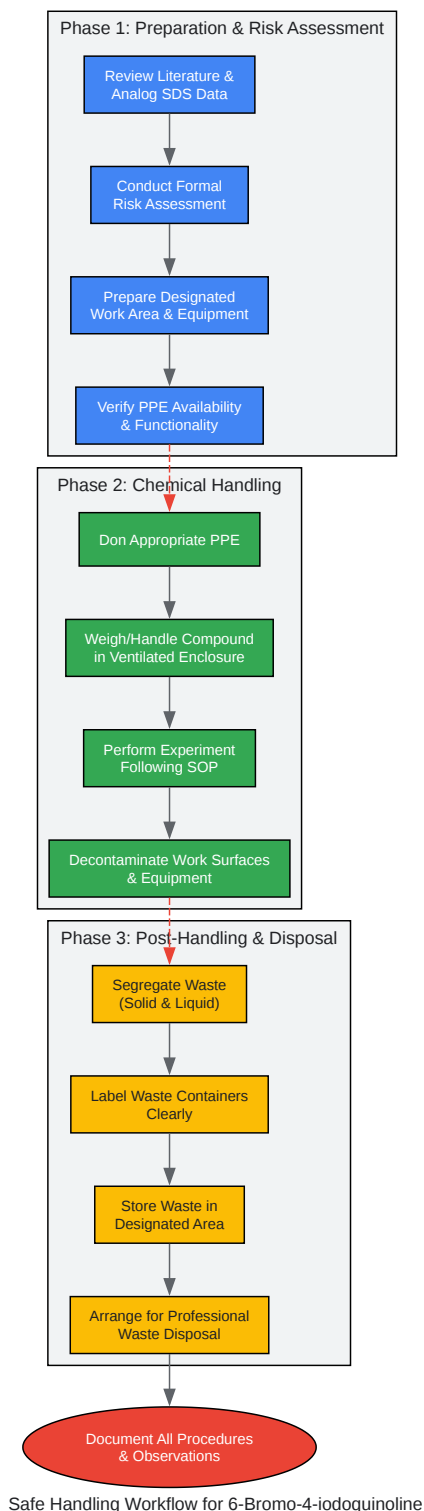 Phase 1: Preparation & Risk Assessment
Review Literature &
Analog SDS Data
Conduct Formal
Risk Assessment
Prepare Designated
Work Area & Equipment
Verify PPE Availability
& Functionality
Phase 2: Chemical Handling
Don Appropriate PPE
Weigh/Handle Compound
in Ventilated Enclosure
Perform Experiment
Following SOP
Decontaminate Work Surfaces
& Equipment
Phase 3: Post-Handling & Disposal
Segregate Waste
(Solid & Liquid)
Label Waste Containers
Clearly
Store Waste in
Designated Area
Arrange for Professional
Waste Disposal
Document All Procedures
& Observations
Safe Handling Workflow for 6-Bromo-4-iodoquinoline